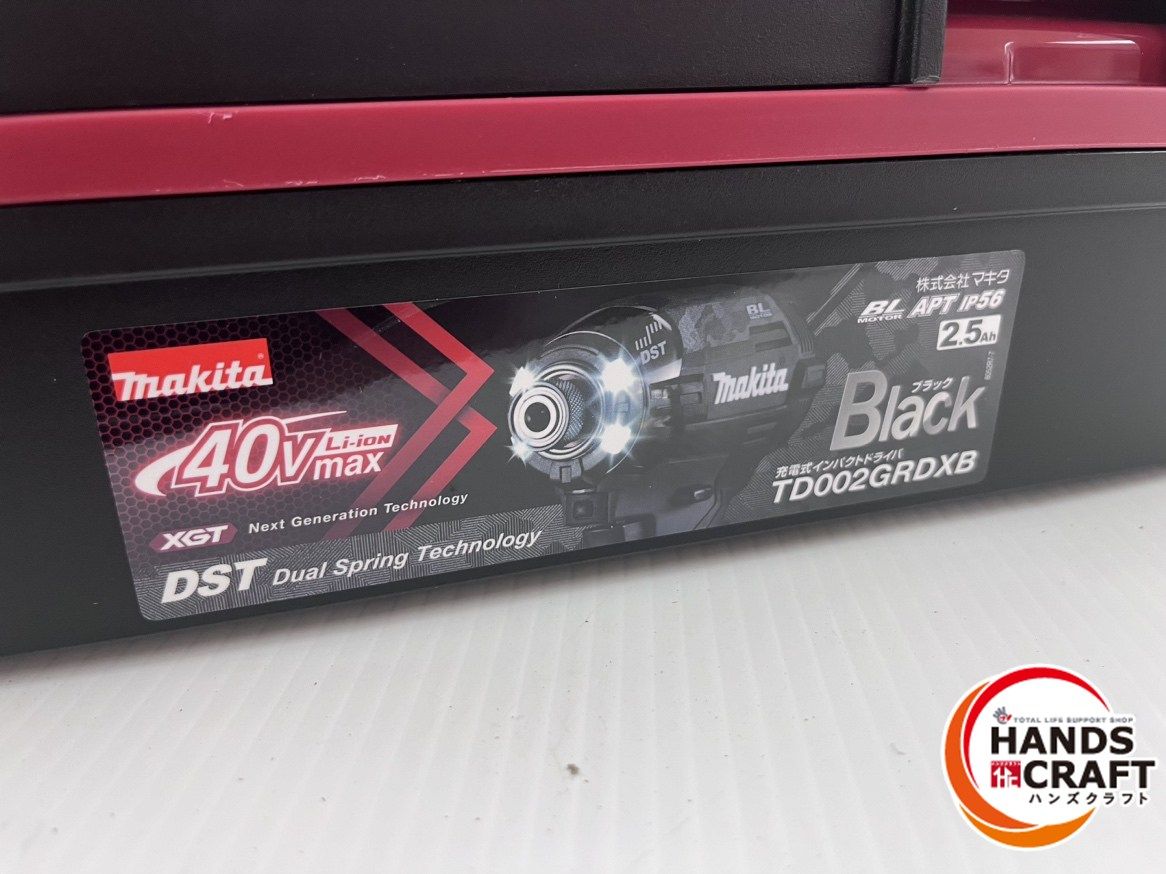 makita
40Vmax Li-ion
XGT Next Generation Technology
DST Dual Spring Technology
DST
BL MOTOR
makita
株式会社マキタ
BL MOTOR APT IP56
2.5Ah
ブラック
Black
充電式インパクトドライバ
TD002GRDXB
TOTAL LIFE SUPPORT SHOP
HANDS
CRAFT
ハンズクラフト